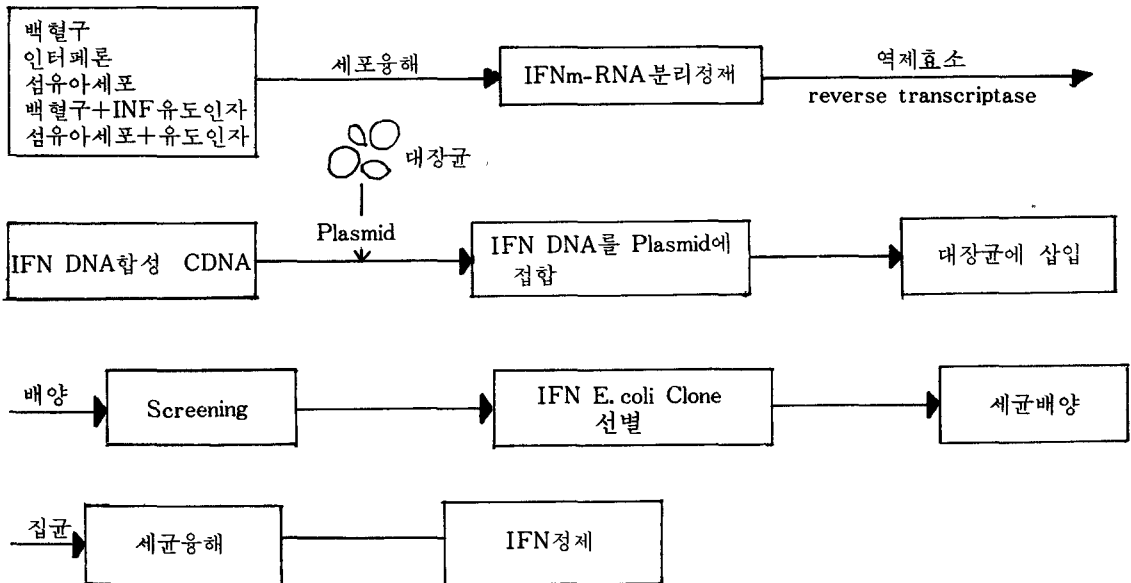 백혈구
인터페론
섬유아세포
백혈구+INF유도인자
섬유아세포+유도인자
세포융해
IFNm-RNA분리정재
역제효소
reverse transcriptase
대장균
Plasmid
IFN DNA합성 CDNA
IFN DNA를 Plasmid에
접합
대장균에 삽입
배양
Screening
IFN E. coli Clone
선별
세균배양
집균
세균융해
IFN정제